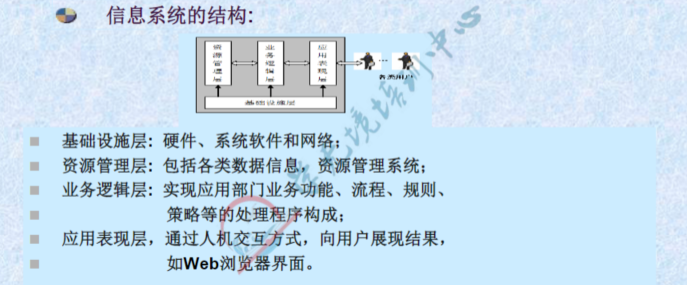 信息系统的结构:
资源管理层
业务逻辑层
应用表现层
各类用户
基础设施层
基础设施层: 硬件、系统软件和网络;
资源管理层: 包括各类数据信息, 资源管理系统;
业务逻辑层: 实现应用部门业务功能、流程、规则、
策略等的处理程序构成;
应用表现层, 通过人机交互方式, 向用户展现结果,
如Web浏览器界面。